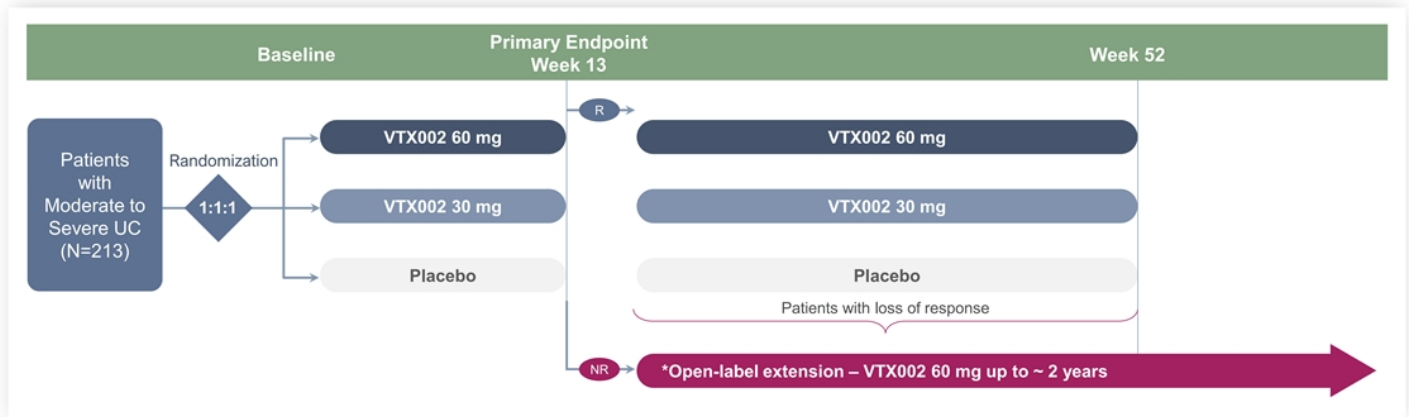 Baseline
Primary Endpoint
Week 13
Week 52
Patients
with
Moderate to
Severe UC
(N=213)
Randomization
1:1:1
R
VTX002 60 mg
VTX002 60 mg
VTX002 30 mg
VTX002 30 mg
Placebo
Placebo
Patients with loss of response
NR
*Open-label extension – VTX002 60 mg up to ~ 2 years